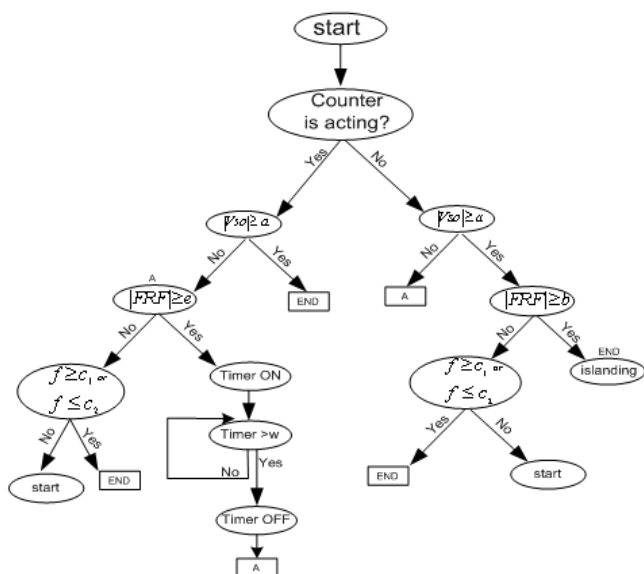 start
Counter
is acting?
Yes
No
|Vso|≥ a
|Vso|≥ a
No
Yes
No
Yes
A
|FRF|≥e
END
A
|FRF|≥b
No
Yes
No
Yes
END
f ≥c₁ or
f ≤ c₂
Timer ON
f ≥c₁ or
f ≤ c₂
islanding
Timer >w
No
Yes
No
Yes
Yes
No
start
END
END
start
Timer OFF
A